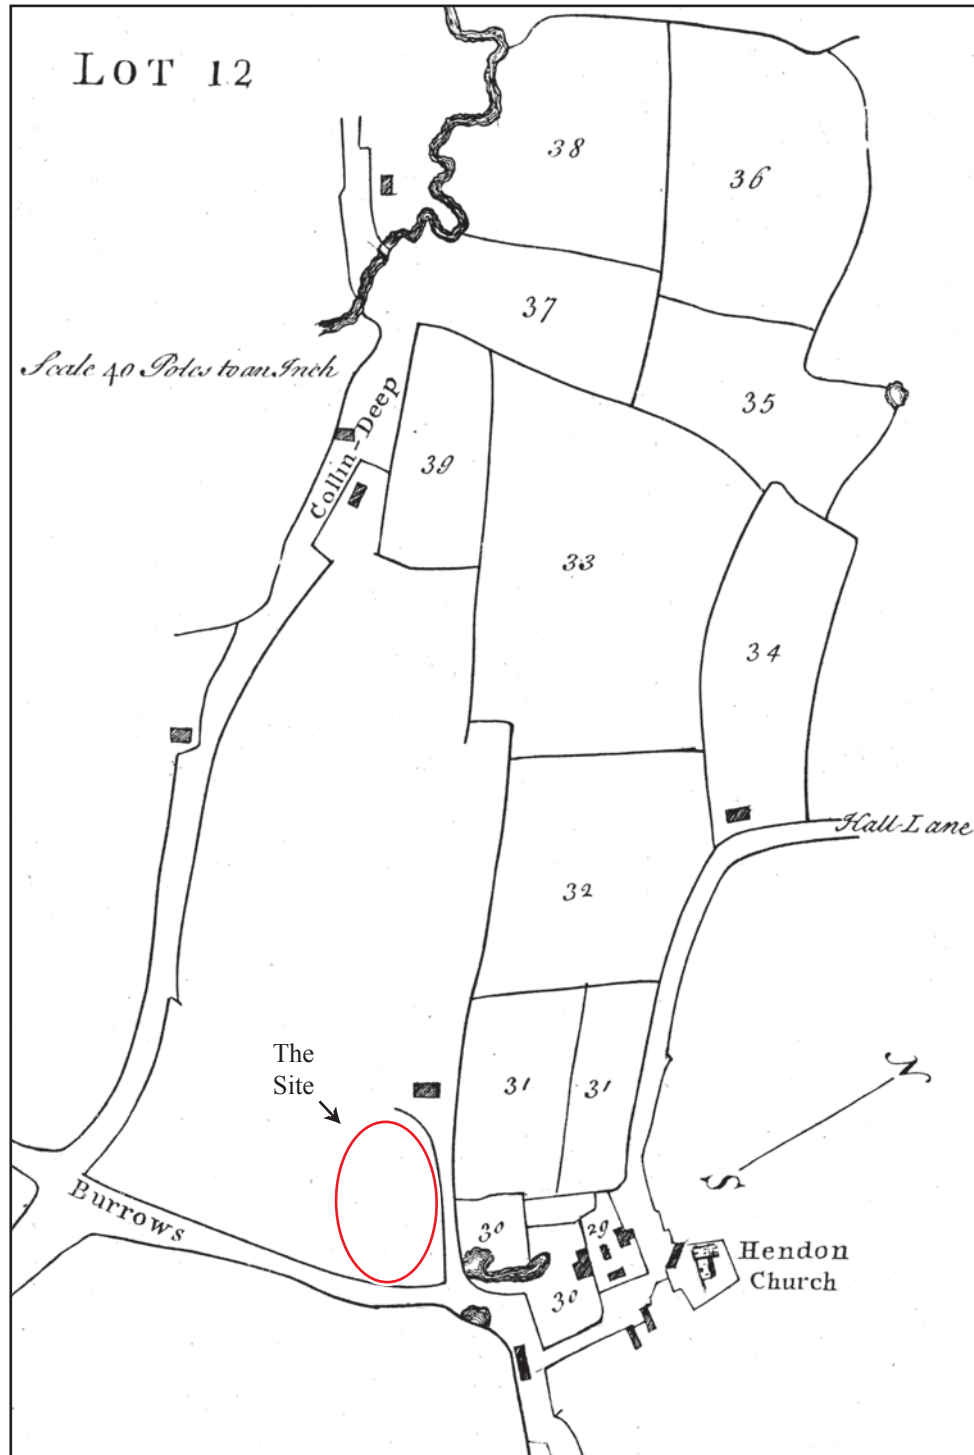 LOT 12
38
36
37
Scale 40 Poles to an Inch
35
Collin-Deep
39
33
34
Hall-Lane
32
The
Site
31
31
N
S
Burrows
30
29
30
Hendon
Church